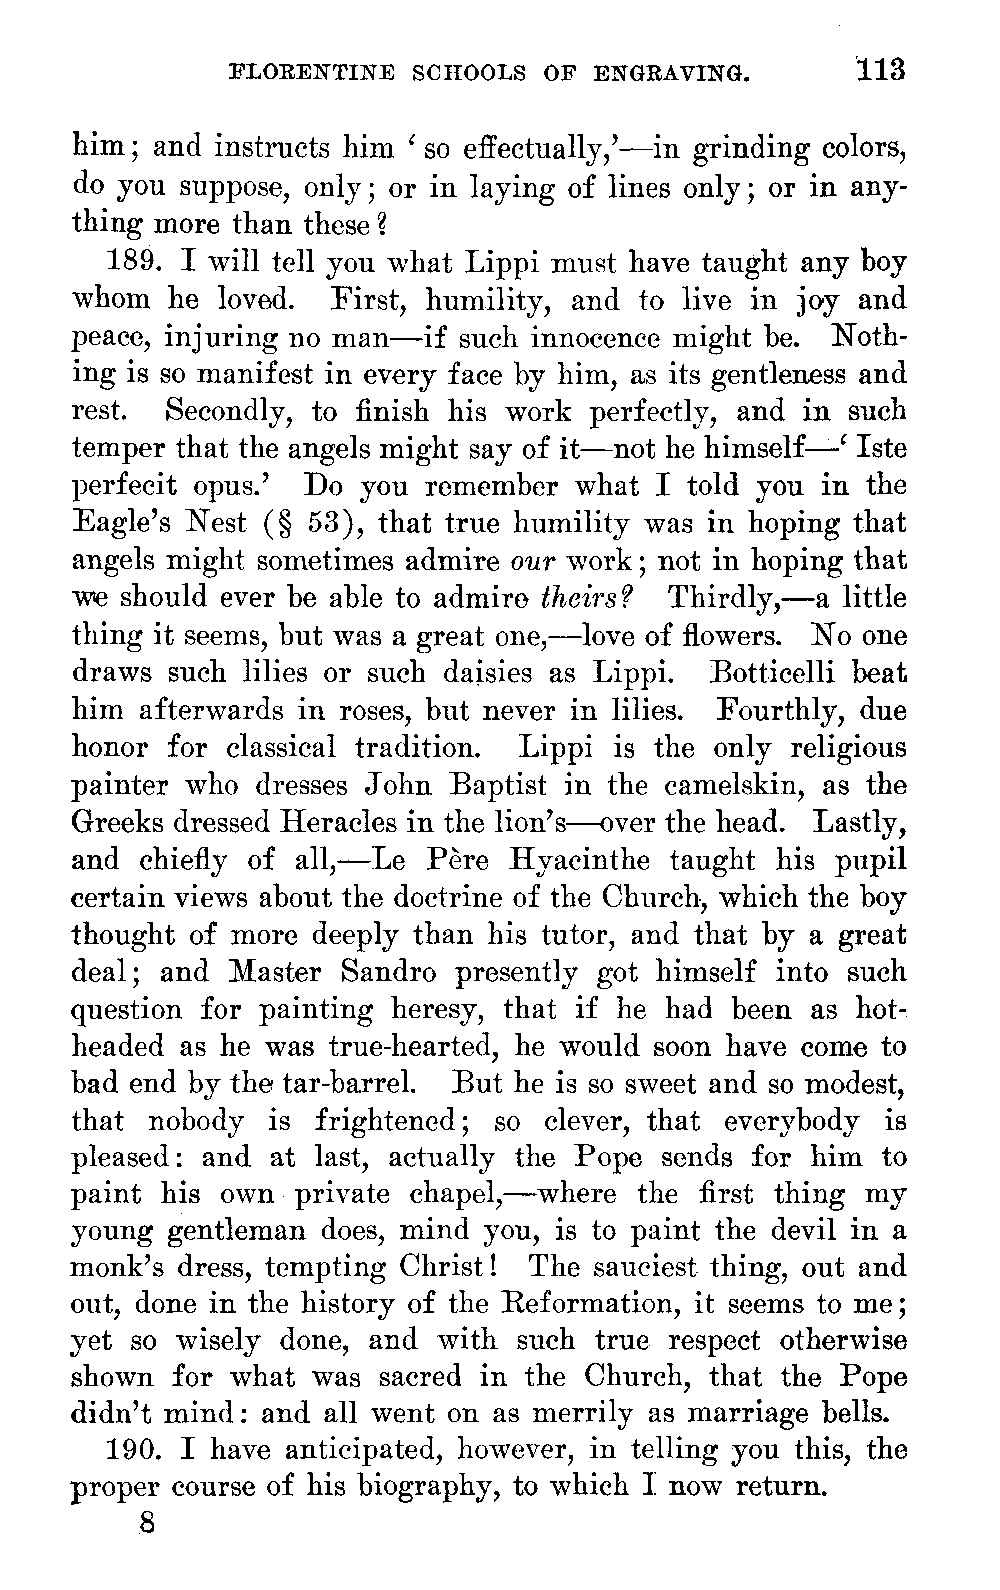 FLORENTINE SCHOOLS OF ENGRAVING. 113
him; and instructs him ‘so effectually,’—in grinding colors,
do you suppose, only; or in laying of lines only; or in any-
thing more than these?
189. I will tell you what Lippi must have taught any boy
whom he loved. First, humility, and to live in joy and
peace, injuring no man—if such innocence might be. Noth-
ing is so manifest in every face by him, as its gentleness and
rest. Secondly, to finish his work perfectly, and in such
temper that the angels might say of it—not he himself—‘Iste
perfecit opus.’ Do you remember what I told you in the
Eagle’s Nest (§ 53), that true humility was in hoping that
angels might sometimes admire our work; not in hoping that
we should ever be able to admire theirs? Thirdly,—a little
thing it seems, but was a great one,—love of flowers. No one
draws such lilies or such daisies as Lippi. Botticelli beat
him afterwards in roses, but never in lilies. Fourthly, due
honor for classical tradition. Lippi is the only religious
painter who dresses John Baptist in the camelskin, as the
Greeks dressed Heracles in the lion’s—over the head. Lastly,
and chiefly of all,—Le Père Hyacinthe taught his pupil
certain views about the doctrine of the Church, which the boy
thought of more deeply than his tutor, and that by a great
deal; and Master Sandro presently got himself into such
question for painting heresy, that if he had been as hot-
headed as he was true-hearted, he would soon have come to
bad end by the tar-barrel. But he is so sweet and so modest,
that nobody is frightened; so clever, that everybody is
pleased: and at last, actually the Pope sends for him to
paint his own private chapel,—where the first thing my
young gentleman does, mind you, is to paint the devil in a
monk’s dress, tempting Christ! The sauciest thing, out and
out, done in the history of the Reformation, it seems to me;
yet so wisely done, and with such true respect otherwise
shown for what was sacred in the Church, that the Pope
didn’t mind: and all went on as merrily as marriage bells.
190. I have anticipated, however, in telling you this, the
proper course of his biography, to which I now return.
8